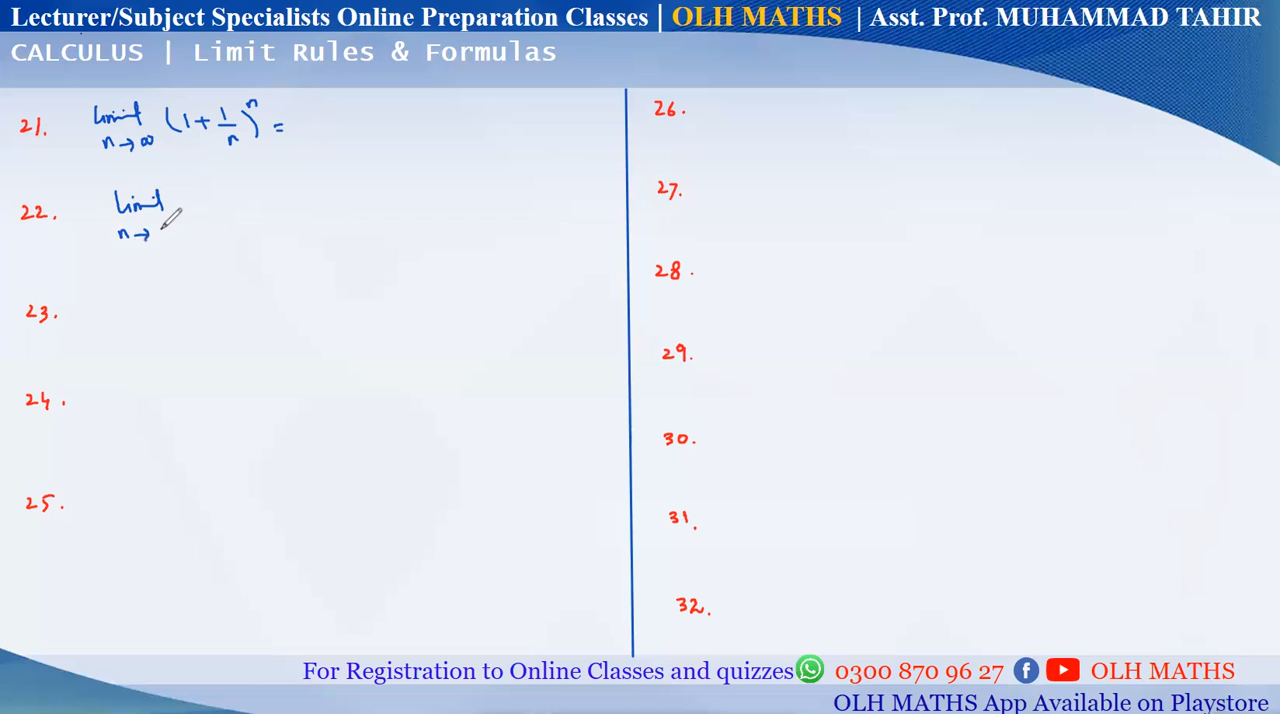 Lecturer/Subject Specialists Online Preparation Classes | OLH MATHS | Asst. Prof. MUHAMMAD TAHIR
CALCULUS | Limit Rules & Formulas
21. Limit n→∞ (1 + 1/n)^n =
22. Limit n→
23.
24.
25.
26.
27.
28.
29.
30.
31.
32.
For Registration to Online Classes and quizzes 0300 870 96 27 OLH MATHS
OLH MATHS App Available on Playstore